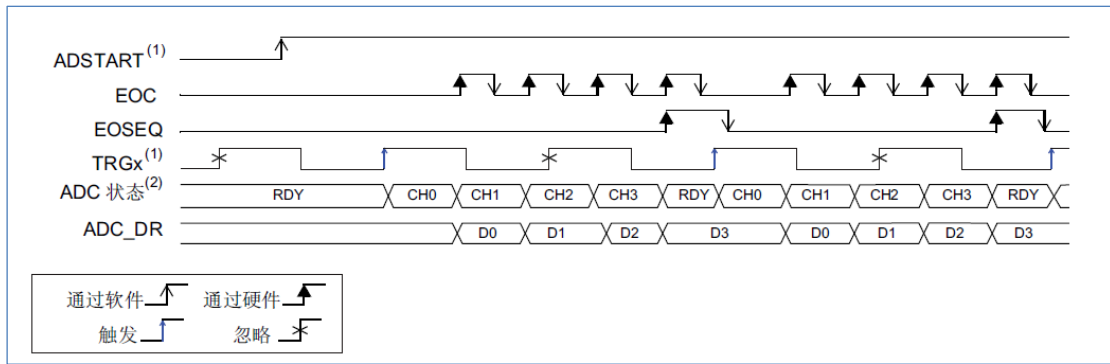 ADSTART(1)
EOC
EOSEQ
TRGx(1)
ADC 状态(2) RDY CH0 CH1 CH2 CH3 RDY CH0 CH1 CH2 CH3 RDY
ADC_DR D0 D1 D2 D3 D0 D1 D2 D3
通过软件 通过硬件
触发 忽略